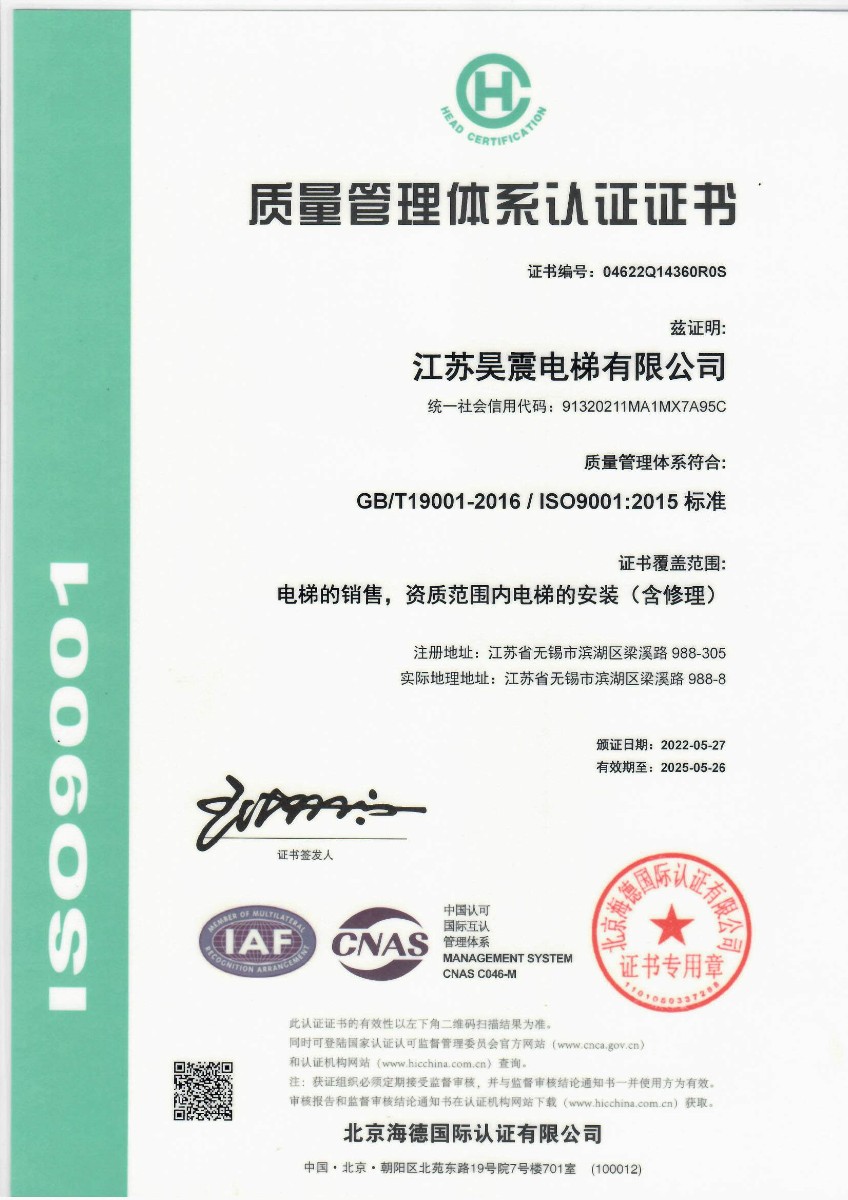 HEAD CERTIFICATION
质量管理体系认证证书
证书编号：04622Q14360R0S
兹证明:
江苏昊震电梯有限公司
统一社会信用代码：91320211MA1MX7A95C
质量管理体系符合:
GB/T19001-2016 / ISO9001:2015 标准
证书覆盖范围:
电梯的销售，资质范围内电梯的安装（含修理）
注册地址：江苏省无锡市滨湖区梁溪路 988-305
实际地理地址：江苏省无锡市滨湖区梁溪路 988-8
颁证日期：2022-05-27
有效期至：2025-05-26
ISO9001
证书签发人
MEMBER OF MULTILATERAL
IAF
RECOGNITION ARRANGEMENT
CNAS
中国认可
国际互认
管理体系
MANAGEMENT SYSTEM
CNAS C046-M
北京海德国际认证有限公司
证书专用章
此认证证书的有效性以左下角二维码扫描结果为准。
同时可登陆国家认证认可监督管理委员会官方网站（www.cnca.gov.cn）
和认证机构网站（www.hicchina.com.cn）查询。
注：获证组织必须定期接受监督审核，并与监督审核结论通知书一并使用方为有效。
审核报告和监督审核结论通知书在认证机构网站下载（www.hicchina.com.cn）获取。
北京海德国际认证有限公司
中国・北京・朝阳区北苑东路19号院7号楼701室 （100012）